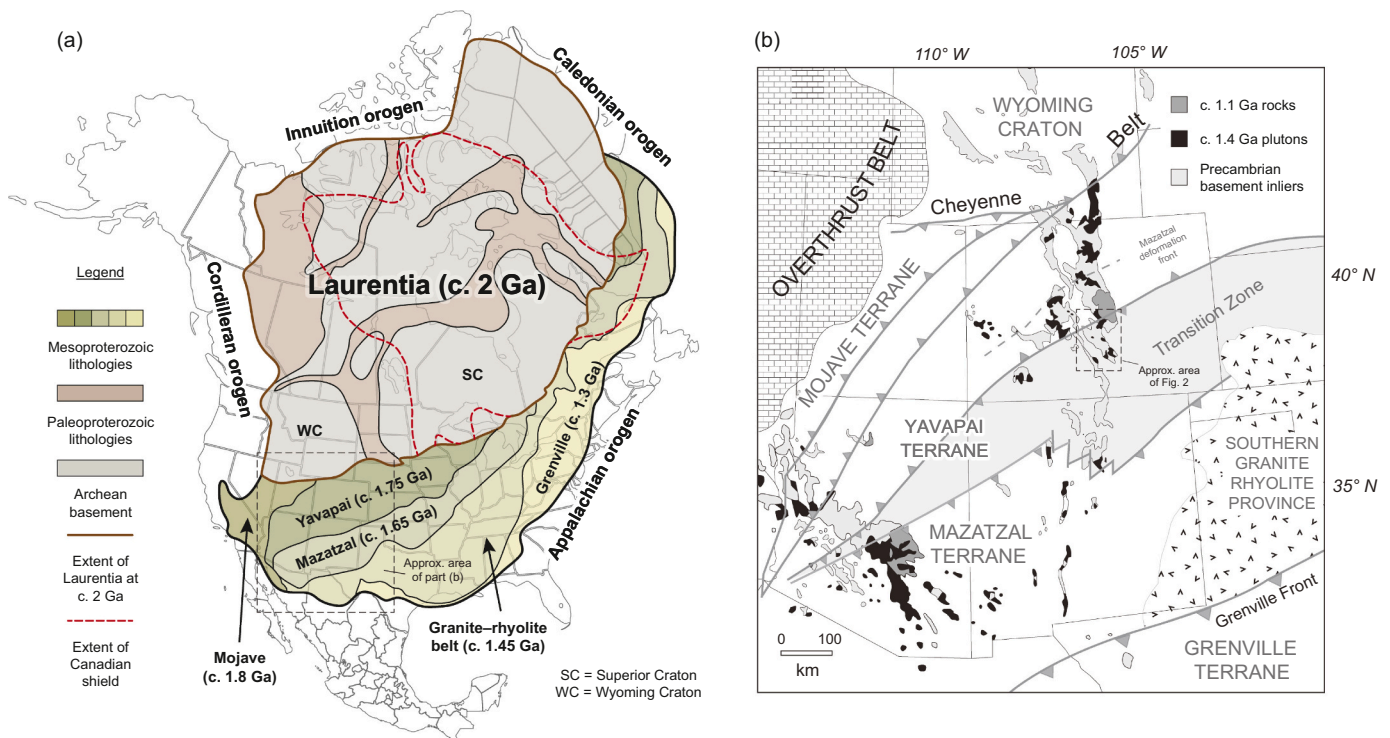 (a)
Innuition orogen
Caledonian orogen
Legend
Mesoproterozoic
lithologies
Paleoproterozoic
lithologies
Archean
basement
Extent of
Laurentia at
c. 2 Ga
Extent of
Canadian
shield
Cordilleran orogen
Laurentia (c. 2 Ga)
SC
WC
Yavapai (c. 1.75 Ga)
Mazatzal (c. 1.65 Ga)
Grenville (c. 1.3 Ga)
Appalachian orogen
Approx. area
of part (b)
Mojave
(c. 1.8 Ga)
Granite–rhyolite
belt (c. 1.45 Ga)
SC = Superior Craton
WC = Wyoming Craton
(b)
110° W
105° W
WYOMING
CRATON
c. 1.1 Ga rocks
c. 1.4 Ga plutons
Precambrian
basement inliers
OVERTHRUST BELT
Cheyenne
Belt
Mazatzal
deformation
front
40° N
MOJAVE TERRANE
Transition Zone
Approx. area
of Fig. 2
YAVAPAI
TERRANE
SOUTHERN
GRANITE
RHYOLITE
PROVINCE
35° N
MAZATZAL
TERRANE
Grenville Front
GRENVILLE
TERRANE
0 100
km